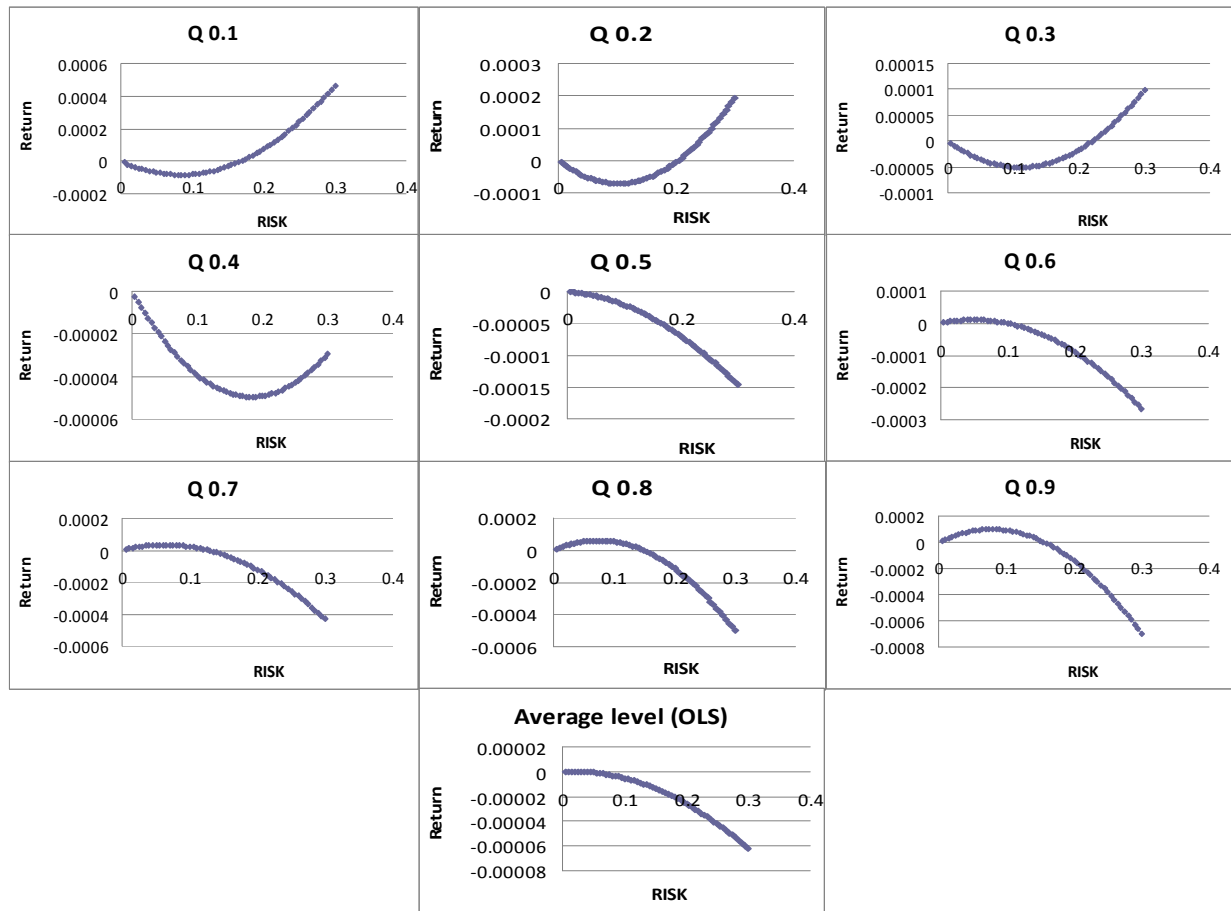 Q 0.1
0.0006
0.0004
0.0002
0
-0.0002
0 0.1 0.2 0.3 0.4
Return
RISK
Q 0.2
0.0003
0.0002
0.0001
0
-0.0001
0 0.2 0.4
Return
RISK
Q 0.3
0.00015
0.0001
0.00005
0
-0.00005
-0.0001
0 0.1 0.2 0.3 0.4
Return
RISK
Q 0.4
0
-0.00002
-0.00004
-0.00006
0 0.1 0.2 0.3 0.4
Return
RISK
Q 0.5
0
-0.00005
-0.0001
-0.00015
-0.0002
0 0.2 0.4
Return
RISK
Q 0.6
0.0001
0
-0.0001
-0.0002
-0.0003
0 0.1 0.2 0.3 0.4
Return
RISK
Q 0.7
0.0002
0
-0.0002
-0.0004
-0.0006
0 0.1 0.2 0.3 0.4
Return
RISK
Q 0.8
0.0002
0
-0.0002
-0.0004
-0.0006
0 0.1 0.2 0.3 0.4
Return
RISK
Q 0.9
0.0002
0
-0.0002
-0.0004
-0.0006
-0.0008
0 0.1 0.2 0.3 0.4
Return
RISK
Average level (OLS)
0.00002
0
-0.00002
-0.00004
-0.00006
-0.00008
0 0.1 0.2 0.3 0.4
Return
RISK